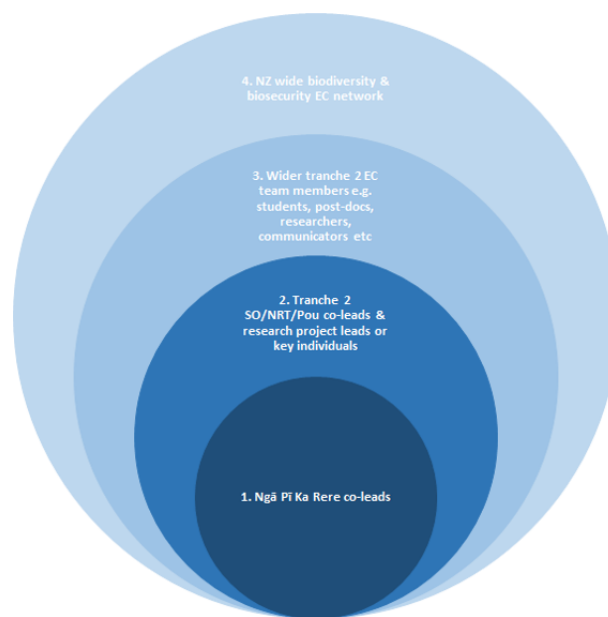 4. NZ wide biodiversity &
biosecurity EC network
3. Wider tranche 2 EC
team members e.g.
students, post-docs,
researchers,
communicators etc
2. Tranche 2
SO/NRT/Pou co-leads &
research project leads or
key individuals
1. Ngā Pī Ka Rere co-leads